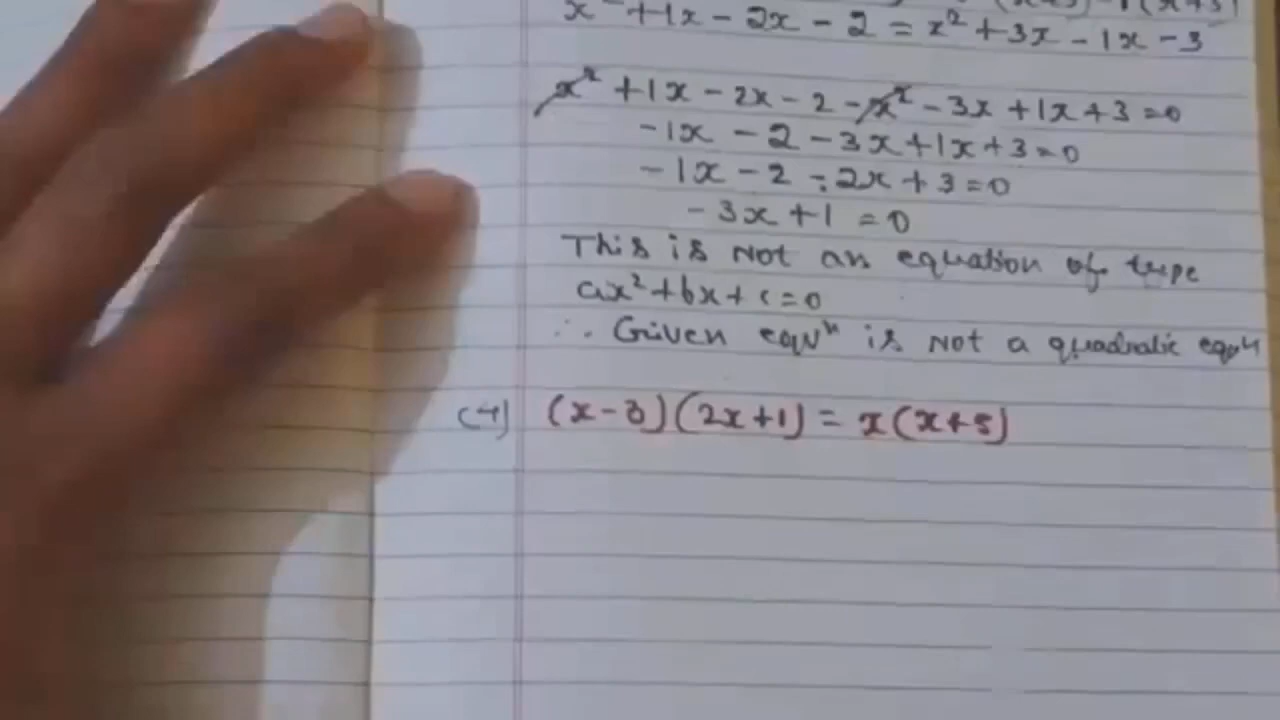 x² + 1x - 2x - 2 = x² + 3x - 1x - 3
x² + 1x - 2x - 2 - x² - 3x + 1x + 3 = 0
- 1x - 2 - 3x + 1x + 3 = 0
- 1x - 2 - 2x + 3 = 0
- 3x + 1 = 0
This is Not an equation of type
ax² + bx + c = 0
∴ Given equⁿ is Not a quadratic equⁿ
(4) (x-3)(2x+1) = x(x+5)